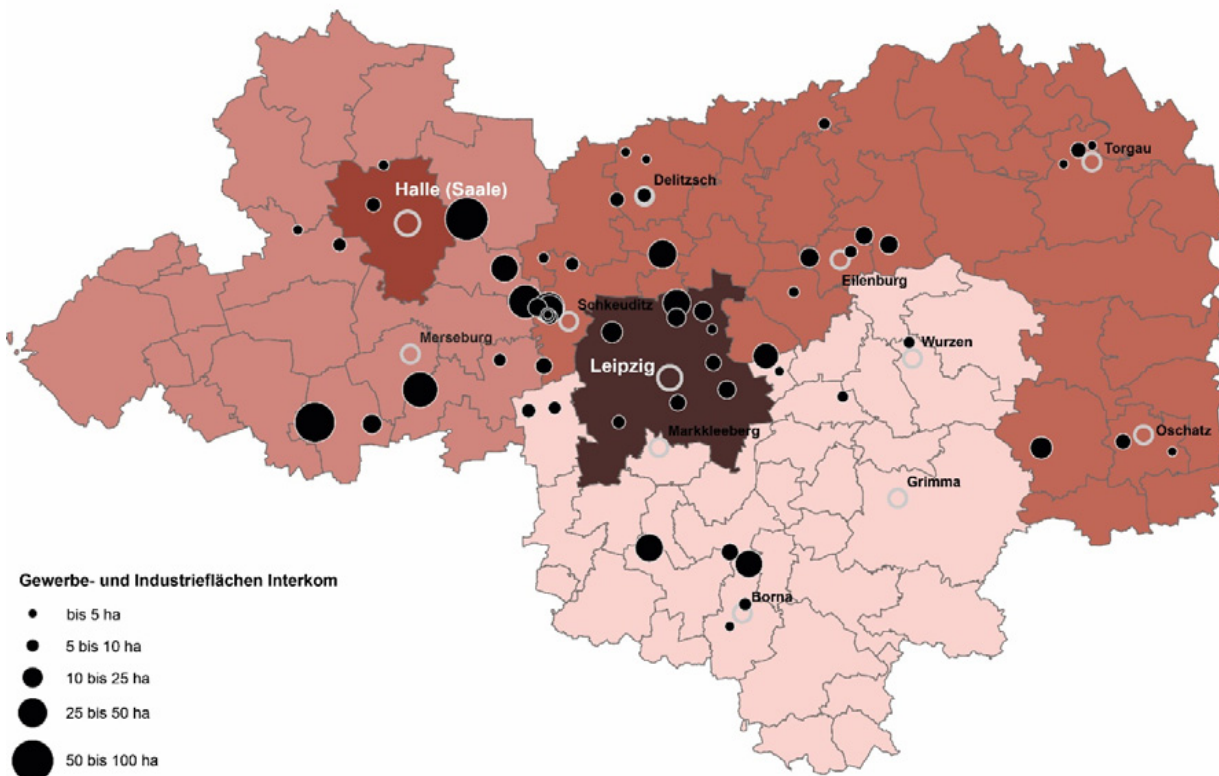 Torgau
Delitzsch
Halle (Saale)
Eilenburg
Schkeuditz
Merseburg
Wurzen
Leipzig
Markkleeberg
Oschatz
Grimma
Borna
Gewerbe- und Industrieflächen Interkom
bis 5 ha
5 bis 10 ha
10 bis 25 ha
25 bis 50 ha
50 bis 100 ha